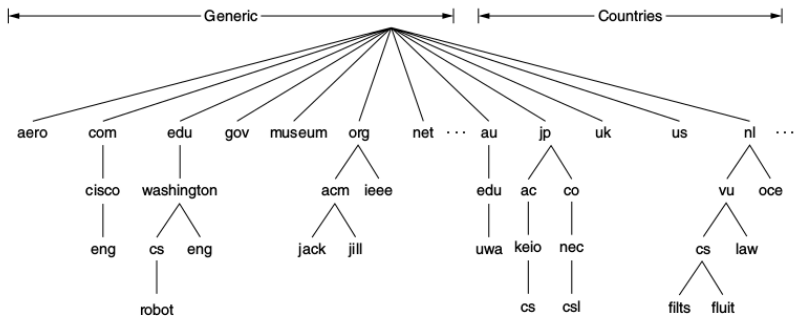 Generic Countries
aero com edu gov museum org net ··· au jp uk us nl ···
cisco washington acm ieee edu ac co vu oce
eng cs eng jack jill uwa keio nec cs law
robot cs csl filts fluit